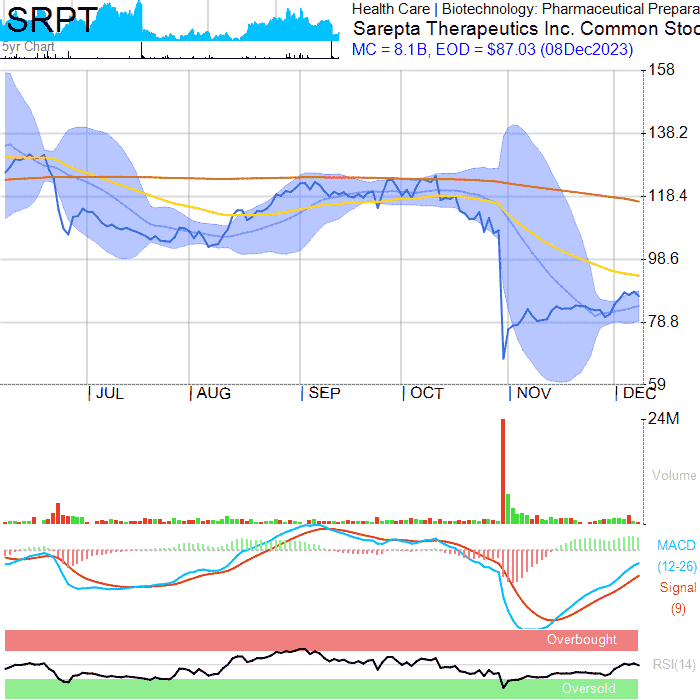 SRPT
5yr Chart
Health Care | Biotechnology: Pharmaceutical Prepara
Sarepta Therapeutics Inc. Common Stoc
MC = 8.1B, EOD = $87.03 (08Dec2023)
158
138.2
118.4
98.6
78.8
59
JUL AUG SEP OCT NOV DEC
24M
Volume
MACD
(12-26)
Signal
(9)
Overbought
RSI(14)
Oversold